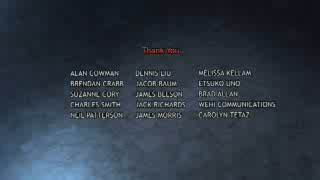 Thank You
ALAN COWMAN DENNIS LIU MELISSA KELLAM
BRENDAN CRABB JACOB BAUM ETSUKO UNO
SUZANNE CORY JAMES BEESON BRAD ALLAN
CHARLES SMITH JACK RICHARDS WEHI COMMUNICATIONS
NEIL PATTERSON JAMES MORRIS CAROLYN TETAZ